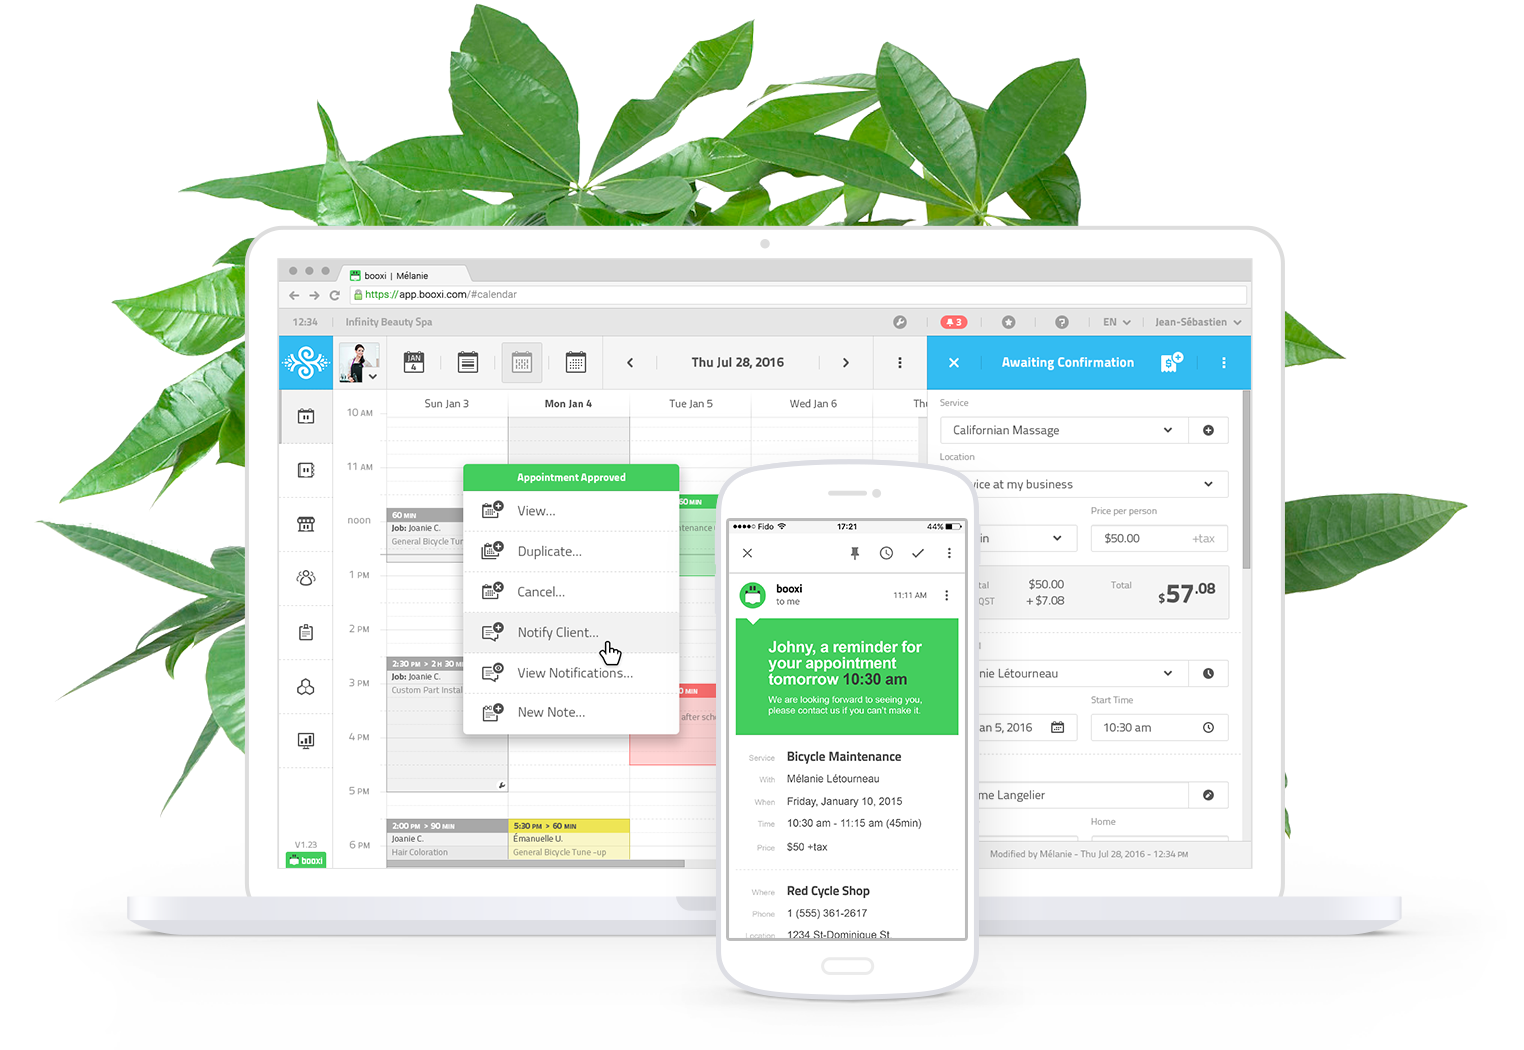 booxi | Mélanie
https://app.booxi.com/#calendar
12:34
Infinity Beauty Spa
3
EN
Jean-Sébastien
JAN
4
Thu Jul 28, 2016
Awaiting Confirmation
Sun Jan 3
Mon Jan 4
Tue Jan 5
Wed Jan 6
Th
10 AM
11 AM
noon
1 PM
2 PM
3 PM
4 PM
5 PM
6 PM
60 MIN
Job: Joanie C.
General Bicycle Tu
2:30 PM > 2 H 30 M
Job: Joanie C.
Custom Part Instal
2:00 PM > 90 MIN
Joanie C.
Hair Coloration
5:30 PM > 60 MIN
Émanuelle U.
General Bicycle Tune -up
50 MIN
ntenance
0 MIN
after scho
Appointment Approved
View...
Duplicate...
Cancel...
Notify Client...
View Notifications...
New Note...
V1.23
booxi
Service
Californian Massage
Location
vice at my business
Price per person
in
$50.00
+tax
tal
$50.00
Total
$57.08
QST
+ $7.08
nie Létourneau
Start Time
an 5, 2016
10:30 am
me Langelier
Home
Modified by Mélanie - Thu Jul 28, 2016 - 12:34 PM
Fido
17:21
44%
booxi
to me
11:11 AM
Johny, a reminder for
your appointment
tomorrow 10:30 am
We are looking forward to seeing you,
please contact us if you can't make it.
Service Bicycle Maintenance
With Mélanie Létourneau
When Friday, January 10, 2015
Time 10:30 am - 11:15 am (45min)
Price $50 +tax
Where Red Cycle Shop
Phone 1 (555) 361-2617
Location 1234 St-Dominique St.